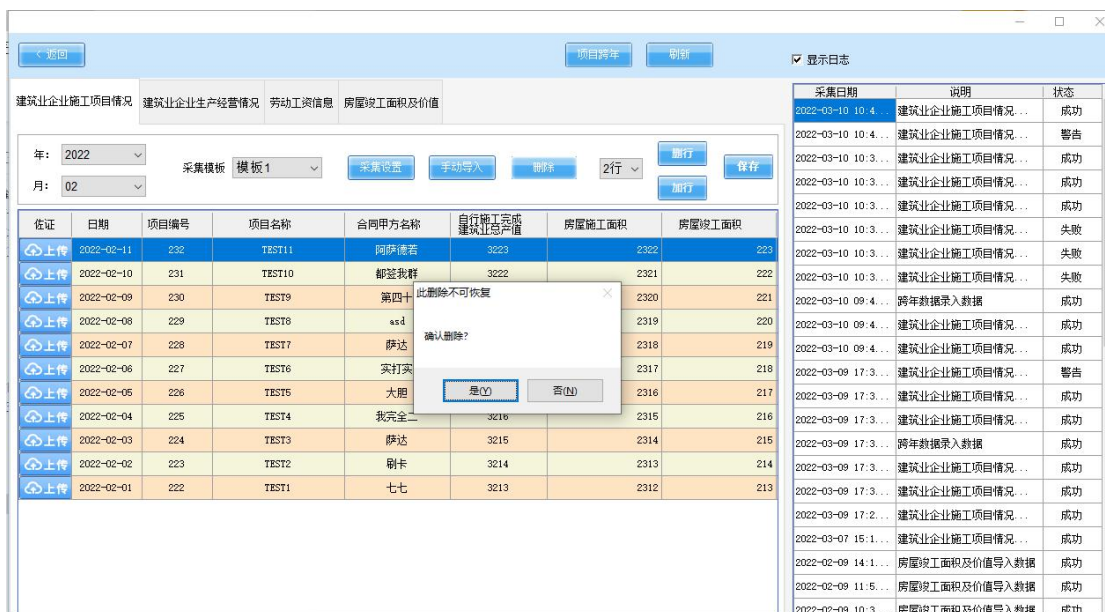 < 返回
项目跨年
刷新
显示日志
建筑业企业施工项目情况 建筑业企业生产经营情况 劳动工资信息 房屋竣工面积及价值
年: 2022
月: 02
采集模板 模板1
采集设置
手动导入
删除
2行
删行
加行
保存
佐证 日期 项目编号 项目名称 合同甲方名称 自行施工完成建筑业总产值 房屋施工面积 房屋竣工面积
上传 2022-02-11 232 TEST11 阿萨德若 3223 2322 223
上传 2022-02-10 231 TEST10 都签我群 3222 2321 222
上传 2022-02-09 230 TEST9 第四十 2320 221
上传 2022-02-08 229 TEST8 asd 2319 220
上传 2022-02-07 228 TEST7 萨达 2318 219
上传 2022-02-06 227 TEST6 实打实 2317 218
上传 2022-02-05 226 TEST5 大胆 2316 217
上传 2022-02-04 225 TEST4 我完全二 3216 2315 216
上传 2022-02-03 224 TEST3 萨达 3215 2314 215
上传 2022-02-02 223 TEST2 刷卡 3214 2313 214
上传 2022-02-01 222 TEST1 七七 3213 2312 213
此删除不可恢复
确认删除?
是(Y)
否(N)
采集日期 说明 状态
2022-03-10 10:4... 建筑业企业施工项目情况... 成功
2022-03-10 10:4... 建筑业企业施工项目情况... 警告
2022-03-10 10:3... 建筑业企业施工项目情况... 成功
2022-03-10 10:3... 建筑业企业施工项目情况... 成功
2022-03-10 10:3... 建筑业企业施工项目情况... 成功
2022-03-10 10:3... 建筑业企业施工项目情况... 失败
2022-03-10 10:3... 建筑业企业施工项目情况... 失败
2022-03-10 10:3... 建筑业企业施工项目情况... 失败
2022-03-10 09:4... 跨年数据录入数据 成功
2022-03-10 09:4... 建筑业企业施工项目情况... 成功
2022-03-10 09:4... 建筑业企业施工项目情况... 成功
2022-03-09 17:3... 建筑业企业施工项目情况... 警告
2022-03-09 17:3... 建筑业企业施工项目情况... 成功
2022-03-09 17:3... 建筑业企业施工项目情况... 成功
2022-03-09 17:3... 跨年数据录入数据 成功
2022-03-09 17:3... 建筑业企业施工项目情况... 成功
2022-03-09 17:3... 建筑业企业施工项目情况... 成功
2022-03-09 17:2... 建筑业企业施工项目情况... 成功
2022-03-07 15:1... 建筑业企业施工项目情况... 成功
2022-02-09 14:1... 房屋竣工面积及价值导入数据 成功
2022-02-09 11:5... 房屋竣工面积及价值导入数据 成功
2022-02-09 10:3... 房屋竣工面积及价值导入数据 成功